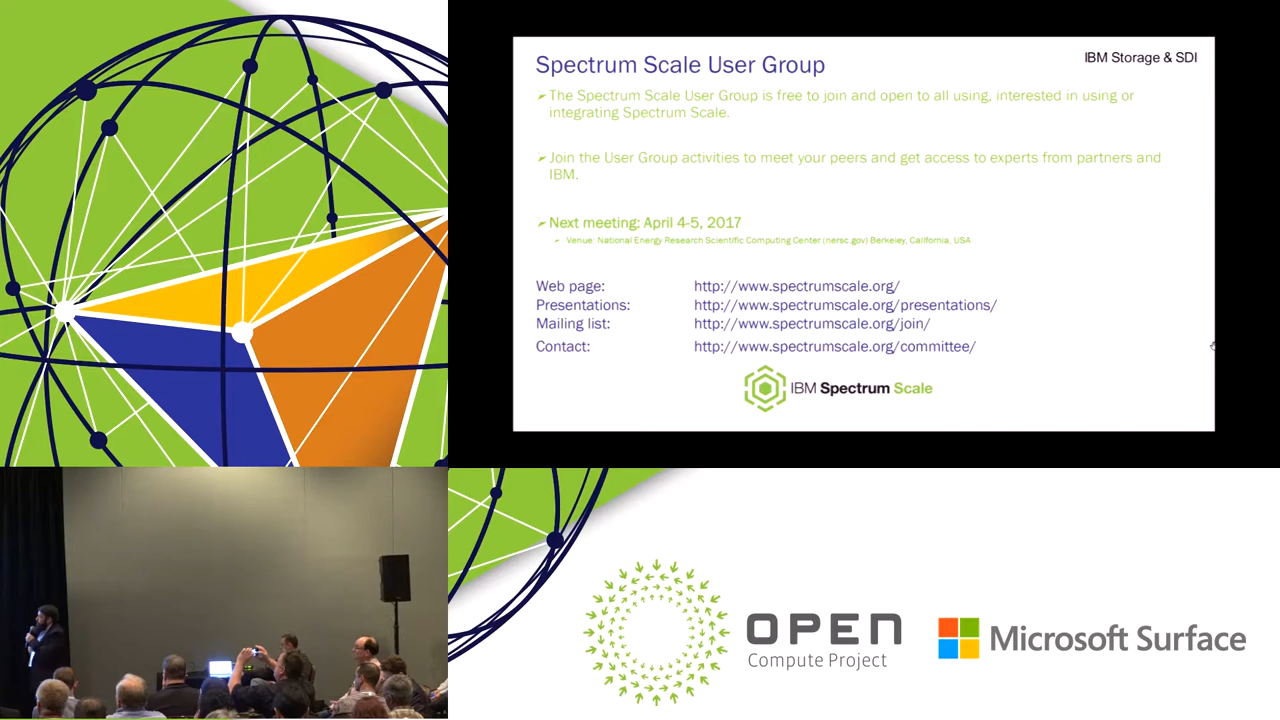 Spectrum Scale User Group
IBM Storage & SDI
The Spectrum Scale User Group is free to join and open to all using, interested in using or
integrating Spectrum Scale.
Join the User Group activities to meet your peers and get access to experts from partners and
IBM.
Next meeting: April 4-5, 2017
Venue: National Energy Research Scientific Computing Center (nersc.gov) Berkeley, California, USA
Web page: http://www.spectrumscale.org/
Presentations: http://www.spectrumscale.org/presentations/
Mailing list: http://www.spectrumscale.org/join/
Contact: http://www.spectrumscale.org/committee/
IBM Spectrum Scale
OPEN
Compute Project
Microsoft Surface